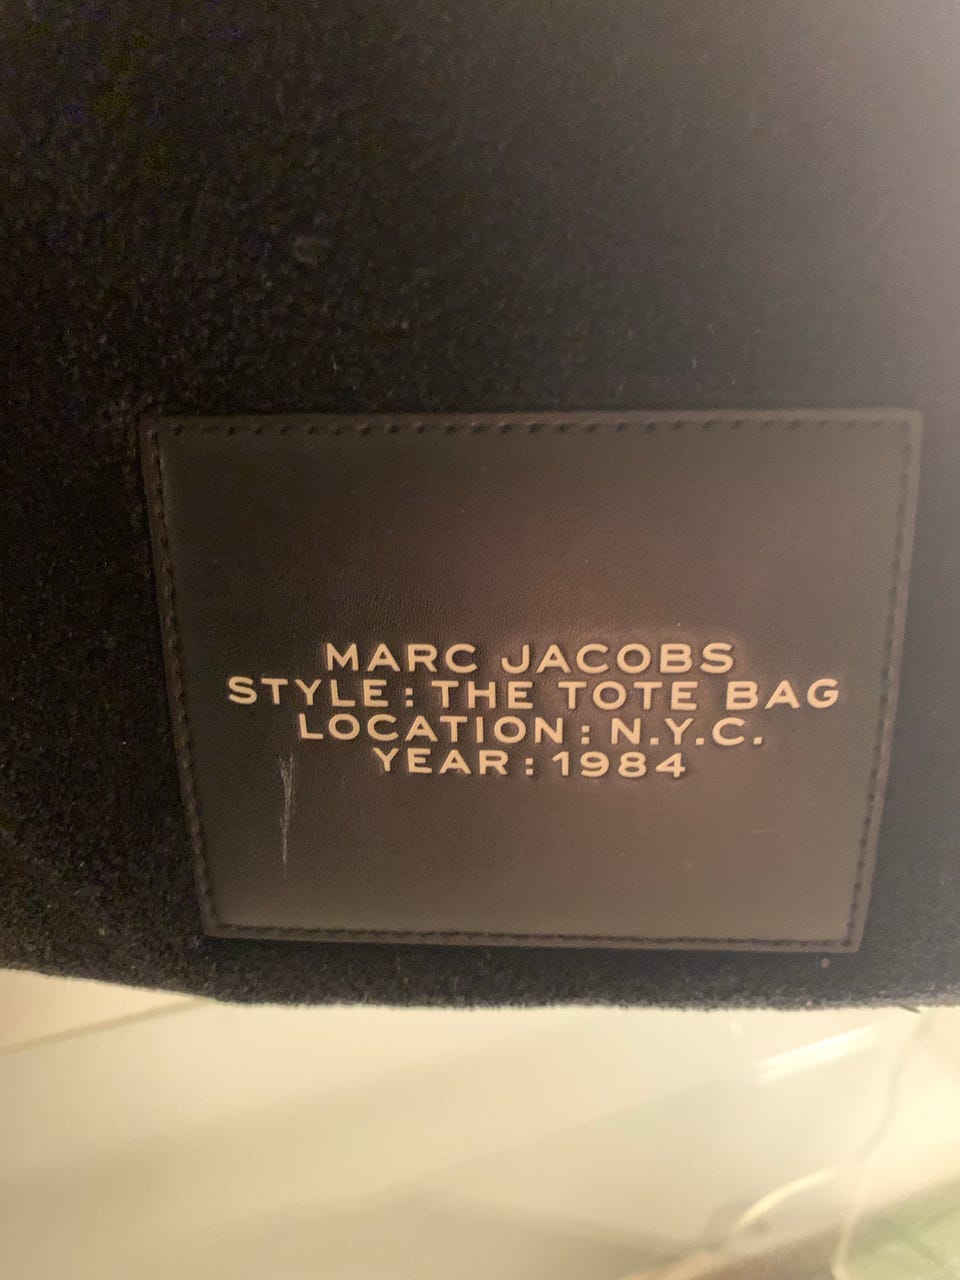 MARC JACOBS
STYLE: THE TOTE BAG
LOCATION: N.Y.C.
YEAR: 1984